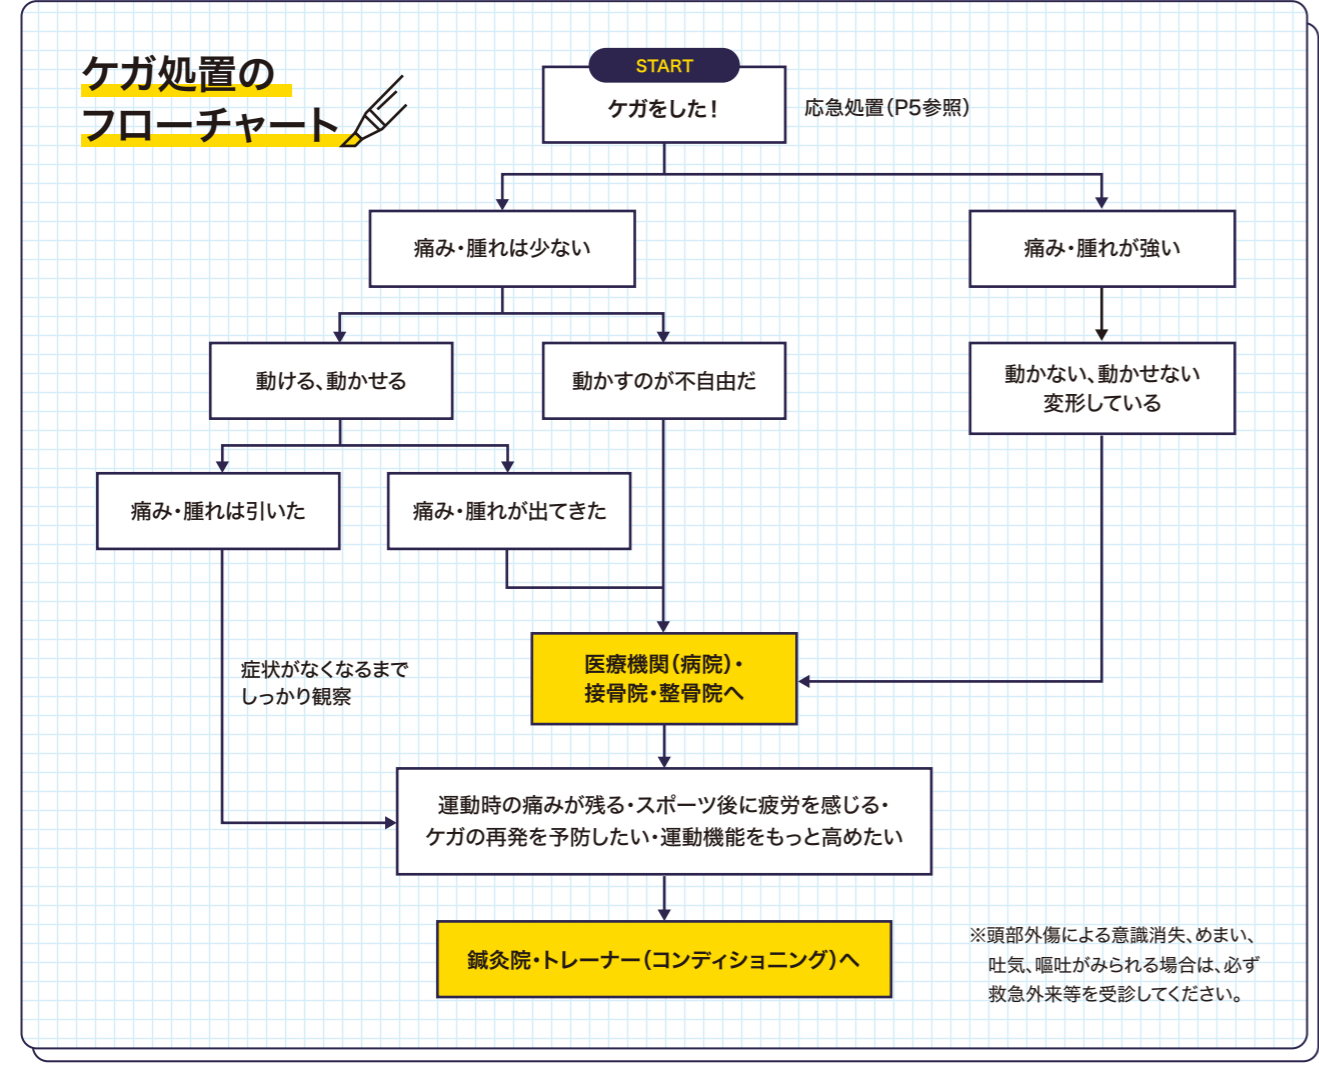 ケガ処置の
フローチャート
START
ケガをした！
応急処置（P5参照）
痛み・腫れは少ない
痛み・腫れが強い
動ける、動かせる
動かすのが不自由だ
動かない、動かせない
変形している
痛み・腫れは引いた
痛み・腫れが出てきた
症状がなくなるまで
しっかり観察
医療機関（病院）・
接骨院・整骨院へ
運動時の痛みが残る・スポーツ後に疲労を感じる・
ケガの再発を予防したい・運動機能をもっと高めたい
鍼灸院・トレーナー（コンディショニング）へ
※頭部外傷による意識消失、めまい、
吐気、嘔吐がみられる場合は、必ず
救急外来等を受診してください。